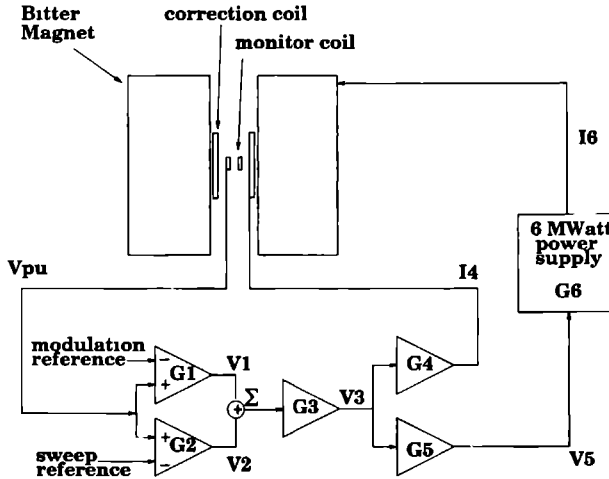 Bitter
Magnet
correction coil
monitor coil
I6
6 MWatt
power
supply
G6
Vpu
I4
modulation
reference
G1
V1
G4
Σ
G3
V3
G2
V2
G5
V5
sweep
reference